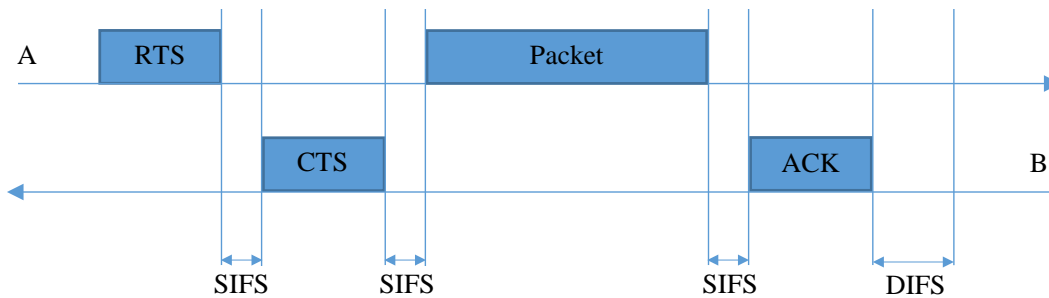 A
RTS
Packet
CTS
ACK
B
SIFS
SIFS
SIFS
DIFS